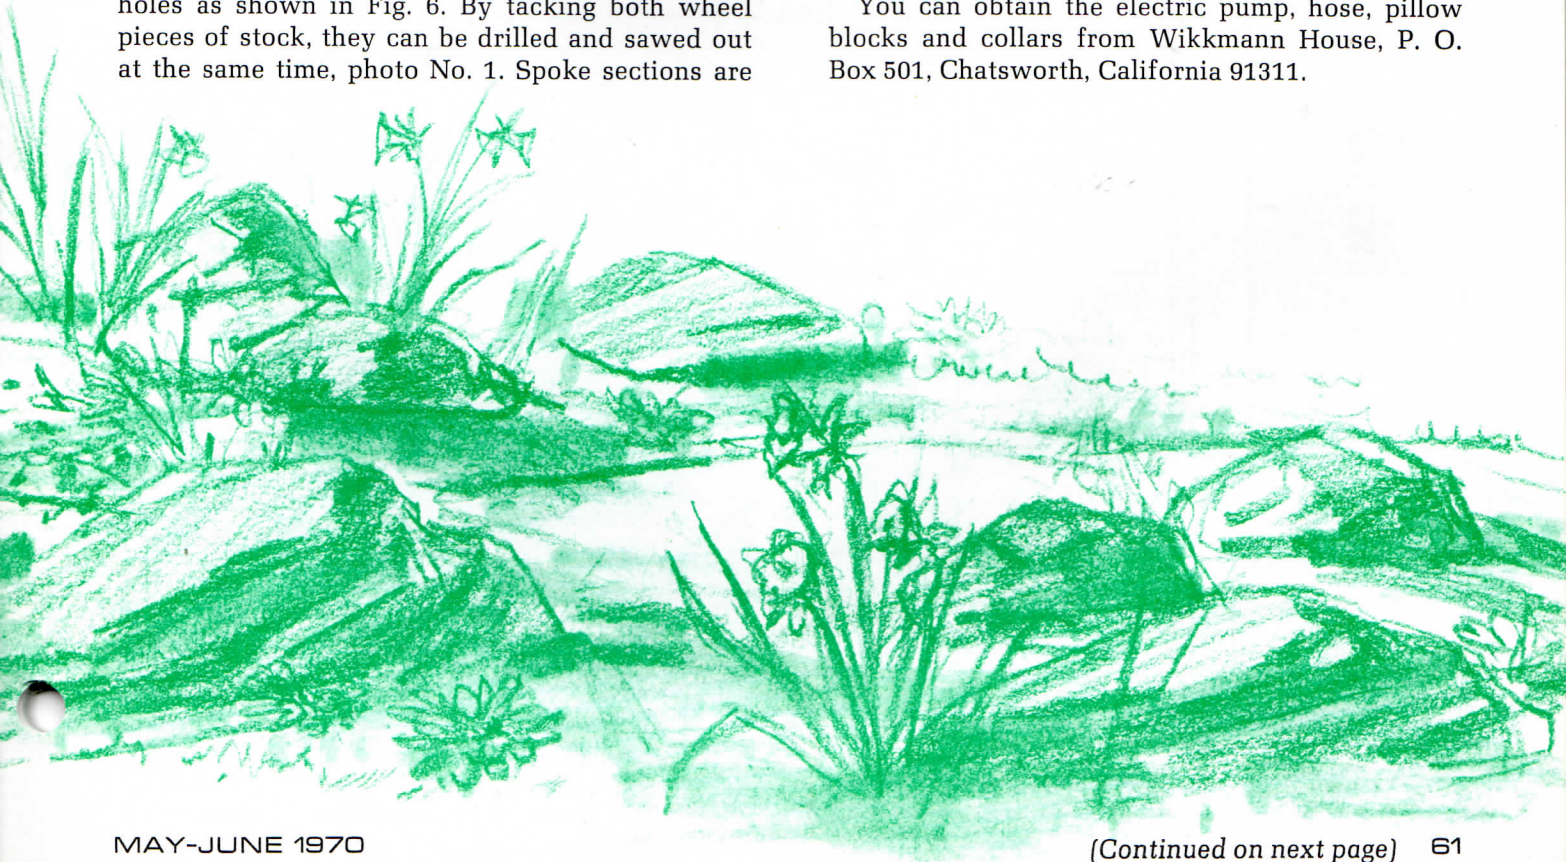 holes as shown in Fig. 6. By tacking both wheel
pieces of stock, they can be drilled and sawed out
at the same time, photo No. 1. Spoke sections are
You can obtain the electric pump, hose, pillow
blocks and collars from Wikkmann House, P. O.
Box 501, Chatsworth, California 91311.
MAY-JUNE 1970
(Continued on next page) 61